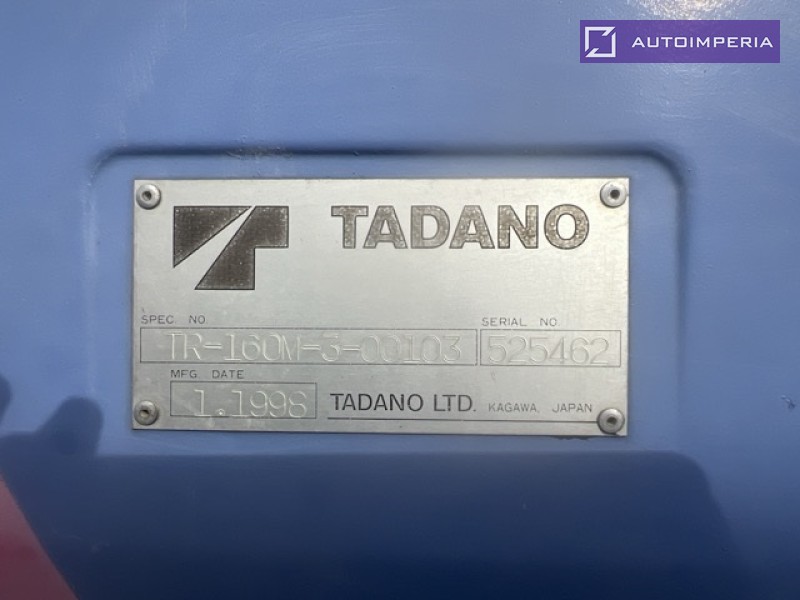 AUTOIMPERIA
TADANO
SPEC. NO.
SERIAL NO.
TR-160M-3-00103
525462
MFG. DATE
1.1998
TADANO LTD. KAGAWA, JAPAN